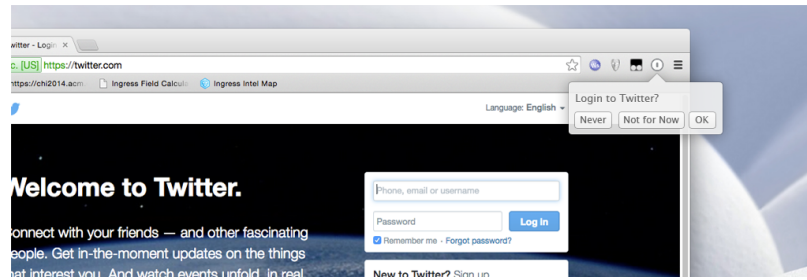 witter - Login ×
c. [US] https://twitter.com
https://chi2014.acm. Ingress Field Calcul Ingress Intel Map
Login to Twitter?
Never Not for Now OK
Language: English
Welcome to Twitter.
onnect with your friends — and other fascinating
eople. Get in-the-moment updates on the things
hat interest you. And watch events unfold, in real
Phone, email or username
Password Log in
Remember me · Forgot password?
New to Twitter? Sign up